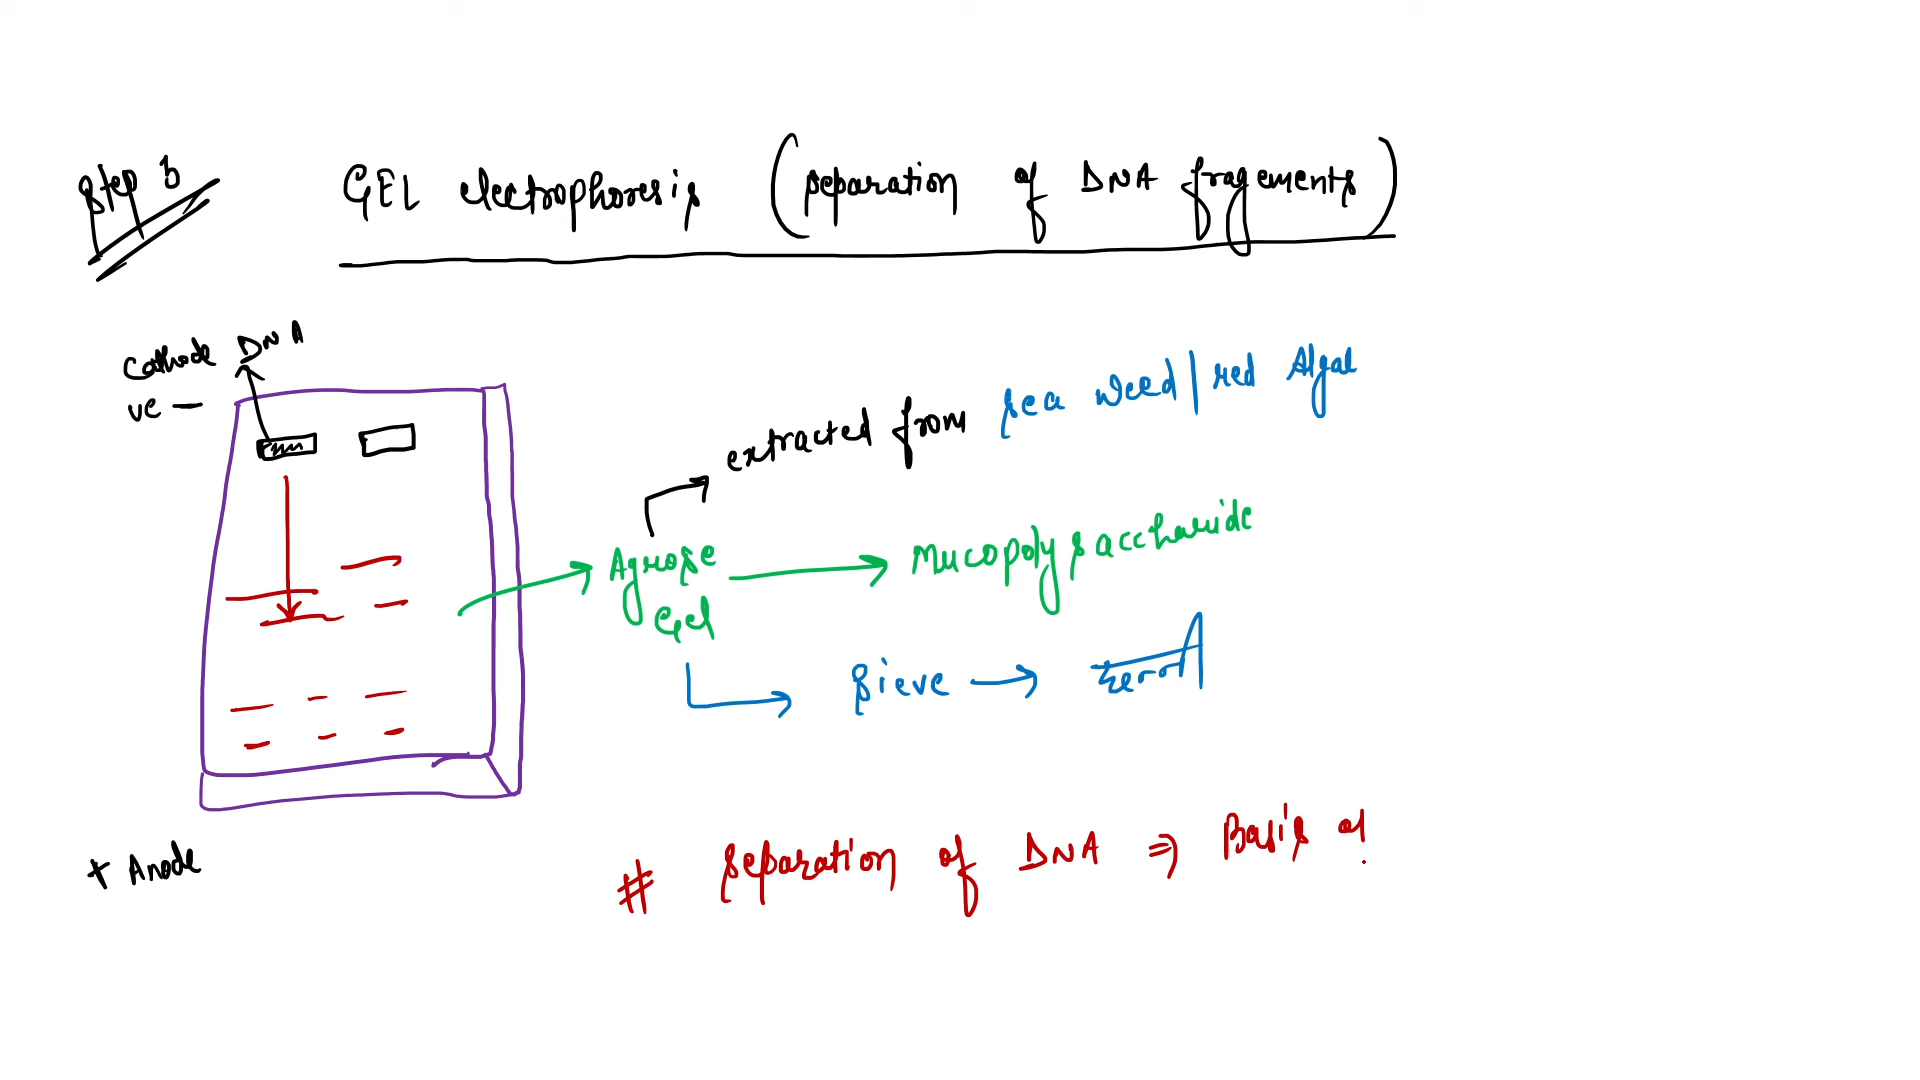 Step 3
GEL electrophoresis (separation of DNA fragements)
Cathode DNA
ve -
extracted from sea weed/red Algae
Agrose
Gel
Mucopolysaccharide
Sieve
+ Anode
# Separation of DNA ⇒ Basis of